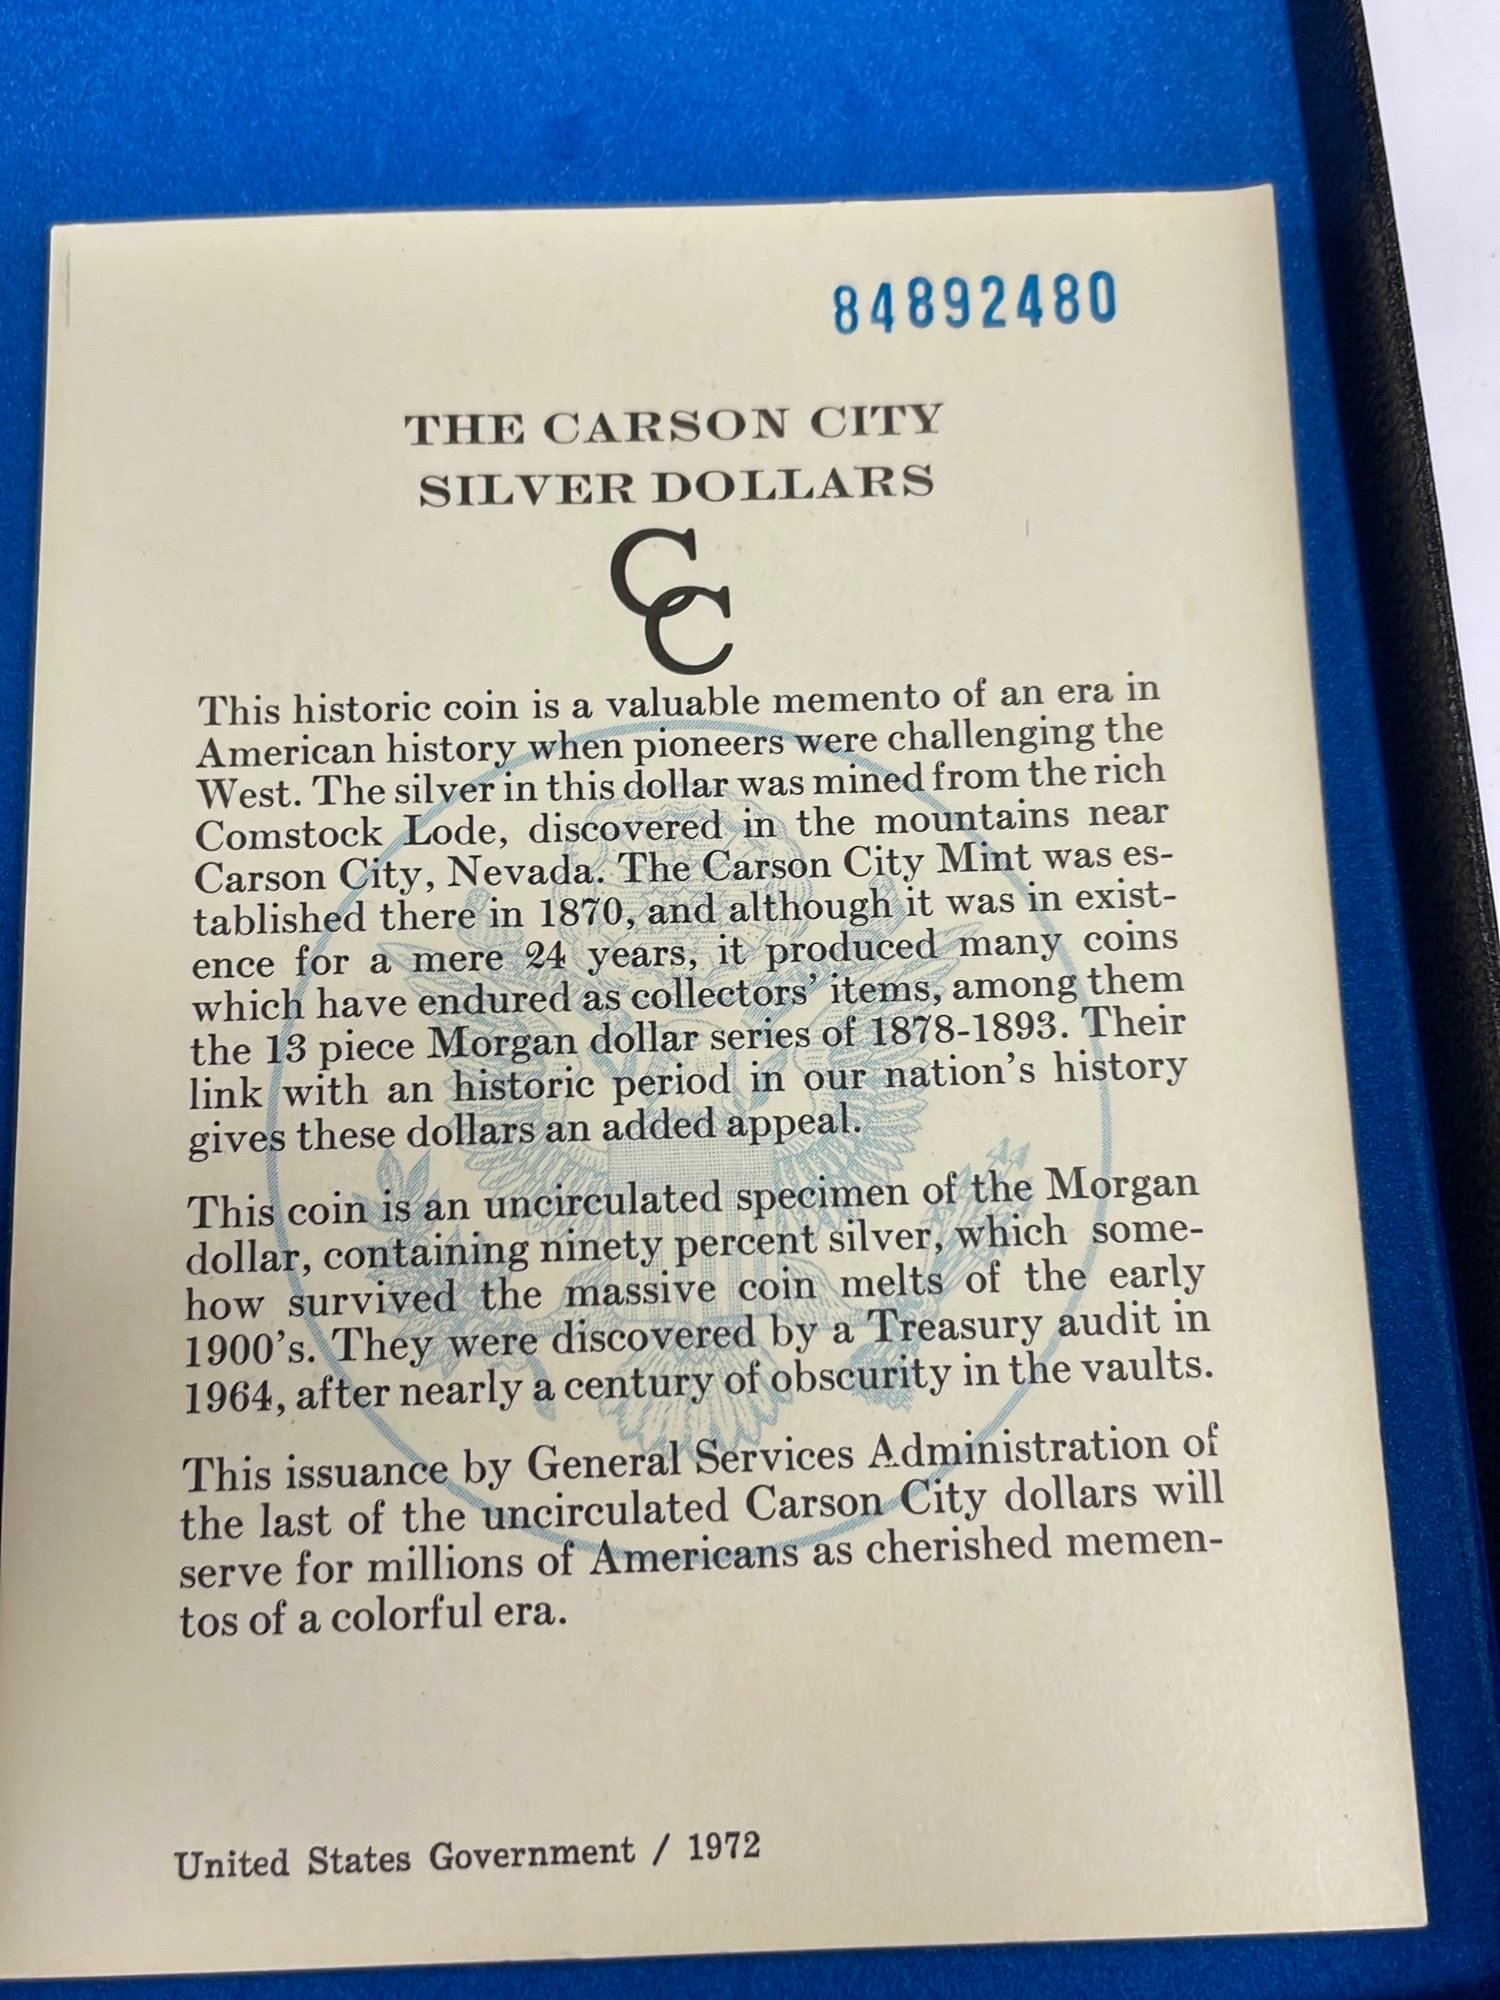 84892480
THE CARSON CITY
SILVER DOLLARS
CC
This historic coin is a valuable memento of an era in
American history when pioneers were challenging the
West. The silver in this dollar was mined from the rich
Comstock Lode, discovered in the mountains near
Carson City, Nevada. The Carson City Mint was es-
tablished there in 1870, and although it was in exist-
ence for a mere 24 years, it produced many coins
which have endured as collectors' items, among them
the 13 piece Morgan dollar series of 1878-1893. Their
link with an historic period in our nation's history
gives these dollars an added appeal.
This coin is an uncirculated specimen of the Morgan
dollar, containing ninety percent silver, which some-
how survived the massive coin melts of the early
1900's. They were discovered by a Treasury audit in
1964, after nearly a century of obscurity in the vaults.
This issuance by General Services Administration of
the last of the uncirculated Carson City dollars will
serve for millions of Americans as cherished memen-
tos of a colorful era.
United States Government / 1972